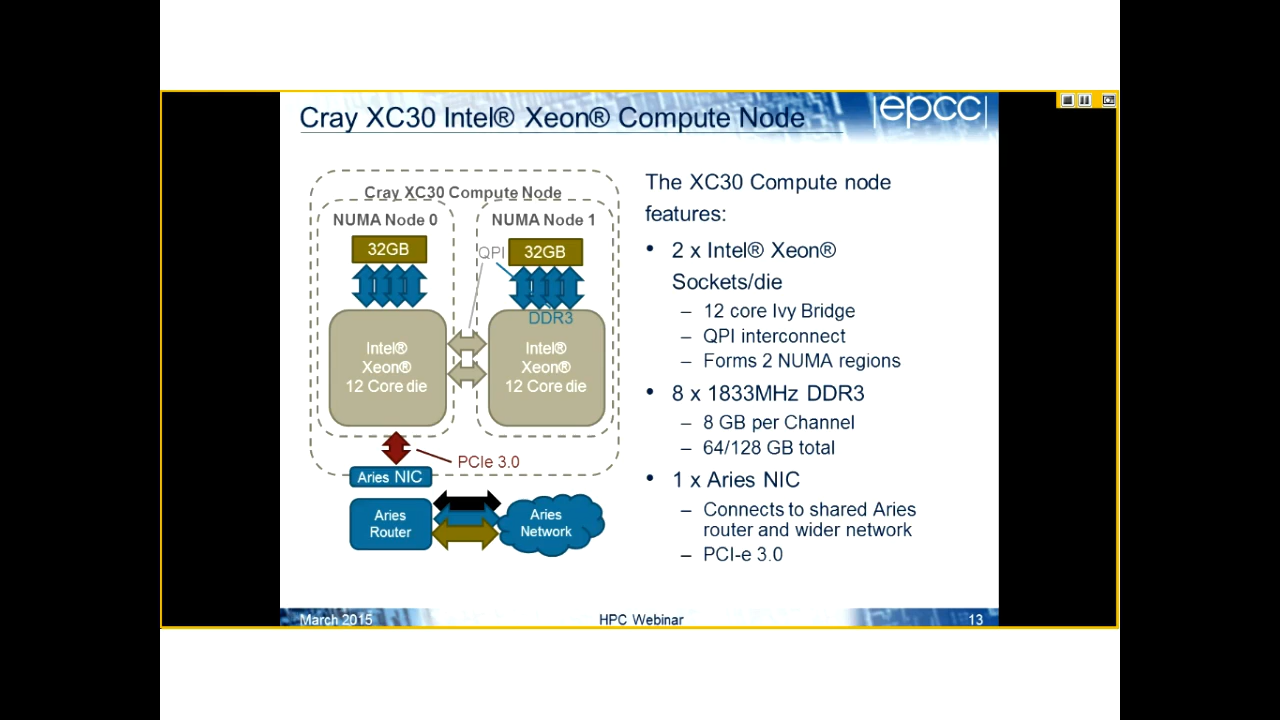 Cray XC30 Intel® Xeon® Compute Node
|epcc|
Cray XC30 Compute Node
NUMA Node 0
NUMA Node 1
32GB
QPI
32GB
DDR3
Intel®
Xeon®
12 Core die
Intel®
Xeon®
12 Core die
PCIe 3.0
Aries NIC
Aries
Router
Aries
Network
The XC30 Compute node
features:
• 2 x Intel® Xeon®
Sockets/die
– 12 core Ivy Bridge
– QPI interconnect
– Forms 2 NUMA regions
• 8 x 1833MHz DDR3
– 8 GB per Channel
– 64/128 GB total
• 1 x Aries NIC
– Connects to shared Aries
router and wider network
– PCI-e 3.0
March 2015
HPC Webinar
13